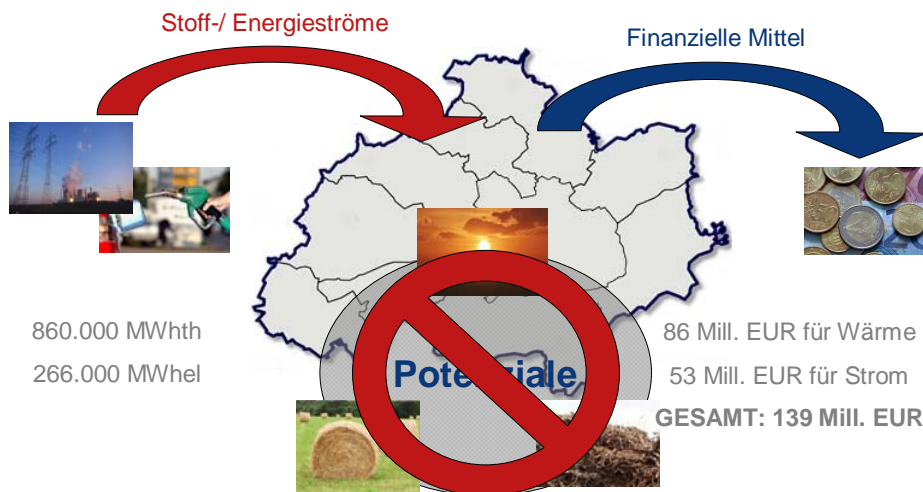 Stoff-/ Energieströme
Finanzielle Mittel
860.000 MWhth
266.000 MWhel
Potenziale
86 Mill. EUR für Wärme
53 Mill. EUR für Strom
GESAMT: 139 Mill. EUR